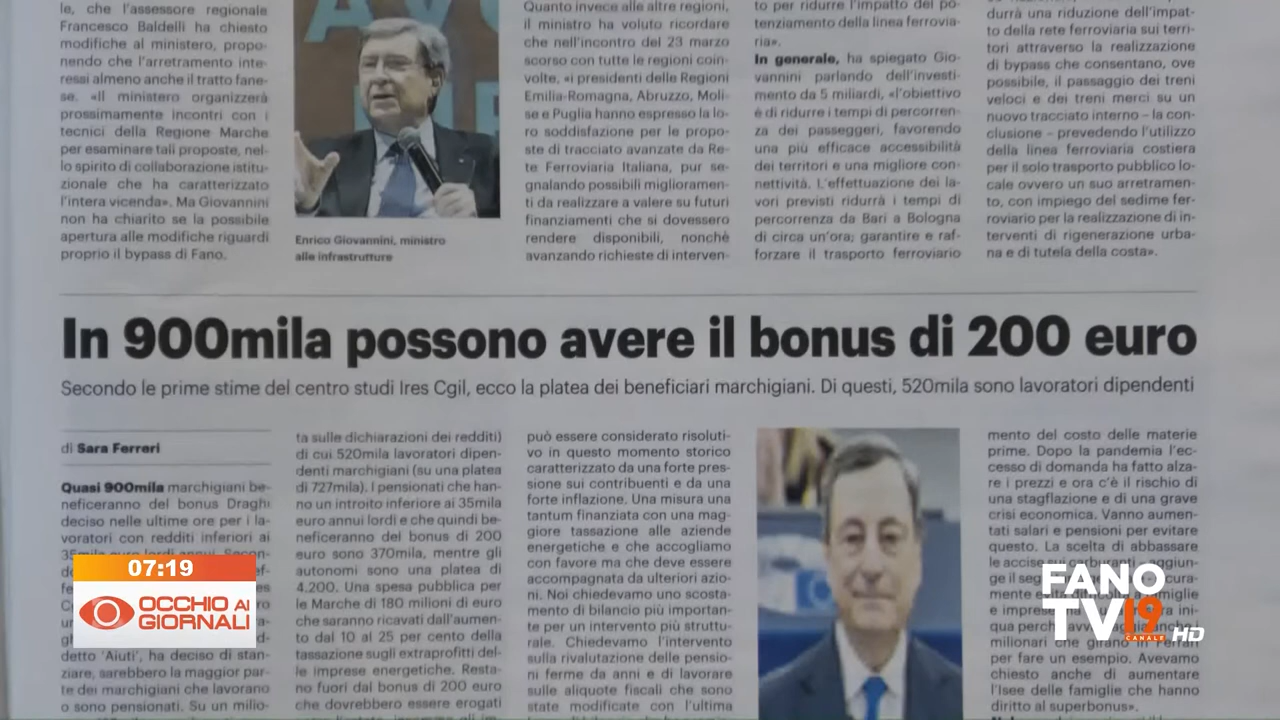 le, che l'assessore regionale
Francesco Baldelli ha chiesto
modifiche al ministero, propo-
nendo che l'arretramento inte-
ressi almeno anche il tratto fane-
se. «Il ministero organizzerà
prossimamente incontri con i
tecnici della Regione Marche
per esaminare tali proposte, nel-
lo spirito di collaborazione istitu-
zionale che ha caratterizzato
l'intera vicenda». Ma Giovannini
non ha chiarito se la possibile
apertura alle modifiche riguardi
proprio il bypass di Fano.
Enrico Giovannini, ministro
alle infrastrutture
Quanto invece alle altre regioni,
il ministro ha voluto ricordare
che nell'incontro del 23 marzo
scorso con tutte le regioni coin-
volte, «i presidenti delle Regioni
Emilia-Romagna, Abruzzo, Moli-
se e Puglia hanno espresso la lo-
ro soddisfazione per le propo-
ste di tracciato avanzate da Re-
te Ferroviaria Italiana, pur se-
gnalando possibili miglioramen-
ti da realizzare a valere su futuri
finanziamenti che si dovessero
rendere disponibili, nonchè
avanzando richieste di interven-
to per ridurre l'impatto del po-
tenziamento della linea ferrovia-
ria».
In generale, ha spiegato Gio-
vannini parlando dell'investi-
mento da 5 miliardi, «l'obiettivo
è di ridurre i tempi di percorren-
za dei passeggeri, favorendo
una più efficace accessibilità
dei territori e una migliore con-
nettività. L'effettuazione dei la-
vori previsti ridurrà i tempi di
percorrenza da Bari a Bologna
di circa un'ora; garantire e raf-
forzare il trasporto ferroviario
durrà una riduzione dell'impat-
to della rete ferroviaria sui terri-
tori attraverso la realizzazione
di bypass che consentano, ove
possibile, il passaggio dei treni
veloci e dei treni merci su un
nuovo tracciato interno – la con-
clusione – prevedendo l'utilizzo
della linea ferroviaria costiera
per il solo trasporto pubblico lo-
cale ovvero un suo arretramen-
to, con impiego del sedime fer-
roviario per la realizzazione di in-
terventi di rigenerazione urba-
na e di tutela della costa».
In 900mila possono avere il bonus di 200 euro
Secondo le prime stime del centro studi Ires Cgil, ecco la platea dei beneficiari marchigiani. Di questi, 520mila sono lavoratori dipendenti
di Sara Ferreri
Quasi 900mila marchigiani be-
neficeranno del bonus Draghi
deciso nelle ultime ore per i la-
voratori con redditi inferiori ai
35mila euro lordi annui. Secon-
detto 'Aiuti', ha deciso di stan-
ziare, sarebbero la maggior par-
te dei marchigiani che lavorano
o sono pensionati. Su un milio-
ta sulle dichiarazioni dei redditi)
di cui 520mila lavoratori dipen-
denti marchigiani (su una platea
di 727mila). I pensionati che han-
no un introito inferiore ai 35mila
euro annui lordi e che quindi be-
neficeranno del bonus di 200
euro sono 370mila, mentre gli
autonomi sono una platea di
4.200. Una spesa pubblica per
le Marche di 180 milioni di euro
che saranno ricavati dall'aumen-
to dal 10 al 25 per cento della
tassazione sugli extraprofitti del-
le imprese energetiche. Resta-
no fuori dal bonus di 200 euro
che dovrebbero essere erogati
può essere considerato risoluti-
vo in questo momento storico
caratterizzato da una forte pres-
sione sui contribuenti e da una
forte inflazione. Una misura una
tantum finanziata con una mag-
giore tassazione alle aziende
energetiche e che accogliamo
con favore ma che deve essere
accompagnata da ulteriori azio-
ni. Noi chiedevamo uno scosta-
mento di bilancio più importan-
te per un intervento più struttu-
rale. Chiedevamo l'intervento
sulla rivalutazione delle pensio-
ni ferme da anni e di lavorare
sulle aliquote fiscali che sono
state modificate con l'ultima
mento del costo delle materie
prime. Dopo la pandemia l'ec-
cesso di domanda ha fatto alza-
re i prezzi e ora c'è il rischio di
una stagflazione e di una grave
crisi economica. Vanno aumen-
tati salari e pensioni per evitare
questo. La scelta di abbassare
le accise sui carburanti
milionari che girano in Ferrari
per fare un esempio. Avevamo
chiesto anche di aumentare
l'Isee delle famiglie che hanno
diritto al superbonus».
07:19
OCCHIO AI
GIORNALI
FANO
TV19
CANALE
HD